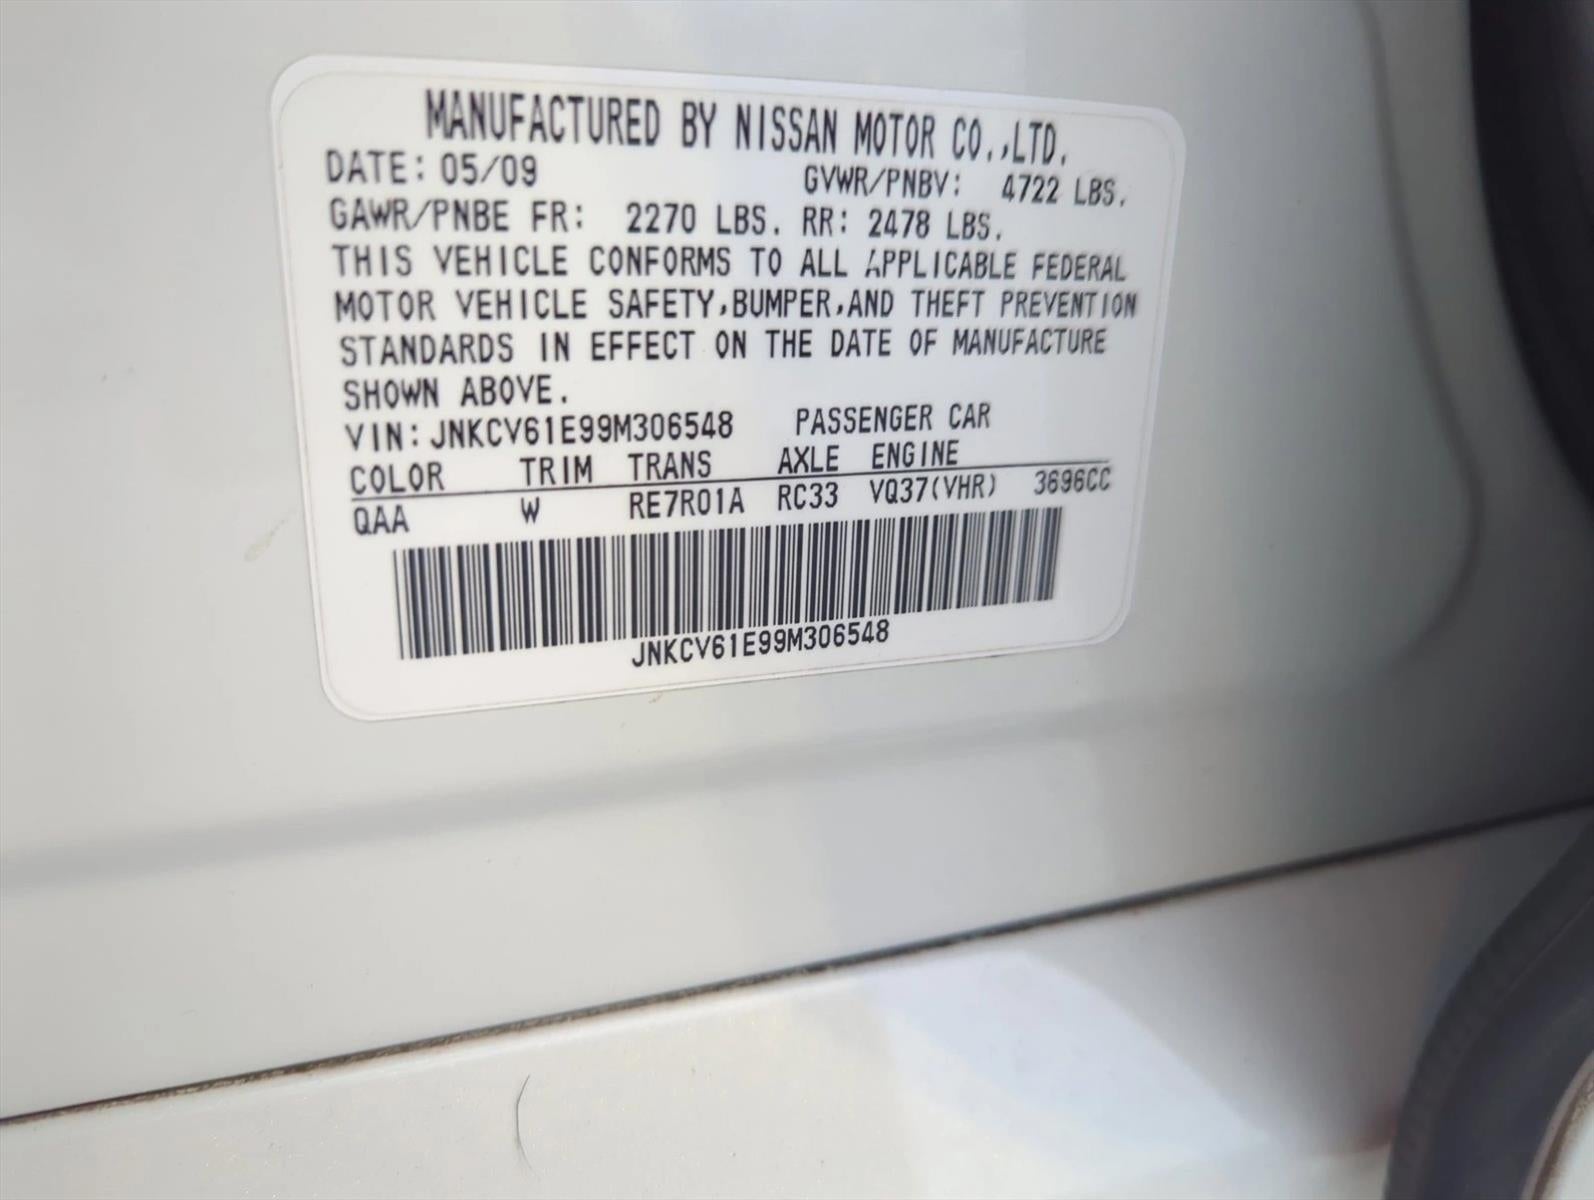 MANUFACTURED BY NISSAN MOTOR CO.,LTD.
DATE: 05/09 GVWR/PNBV: 4722 LBS.
GAWR/PNBE FR: 2270 LBS. RR: 2478 LBS.
THIS VEHICLE CONFORMS TO ALL APPLICABLE FEDERAL
MOTOR VEHICLE SAFETY,BUMPER,AND THEFT PREVENTION
STANDARDS IN EFFECT ON THE DATE OF MANUFACTURE
SHOWN ABOVE.
VIN: JNKCV61E99M306548 PASSENGER CAR
COLOR TRIM TRANS AXLE ENGINE
QAA W RE7R01A RC33 VQ37(VHR) 3696CC
JNKCV61E99M306548